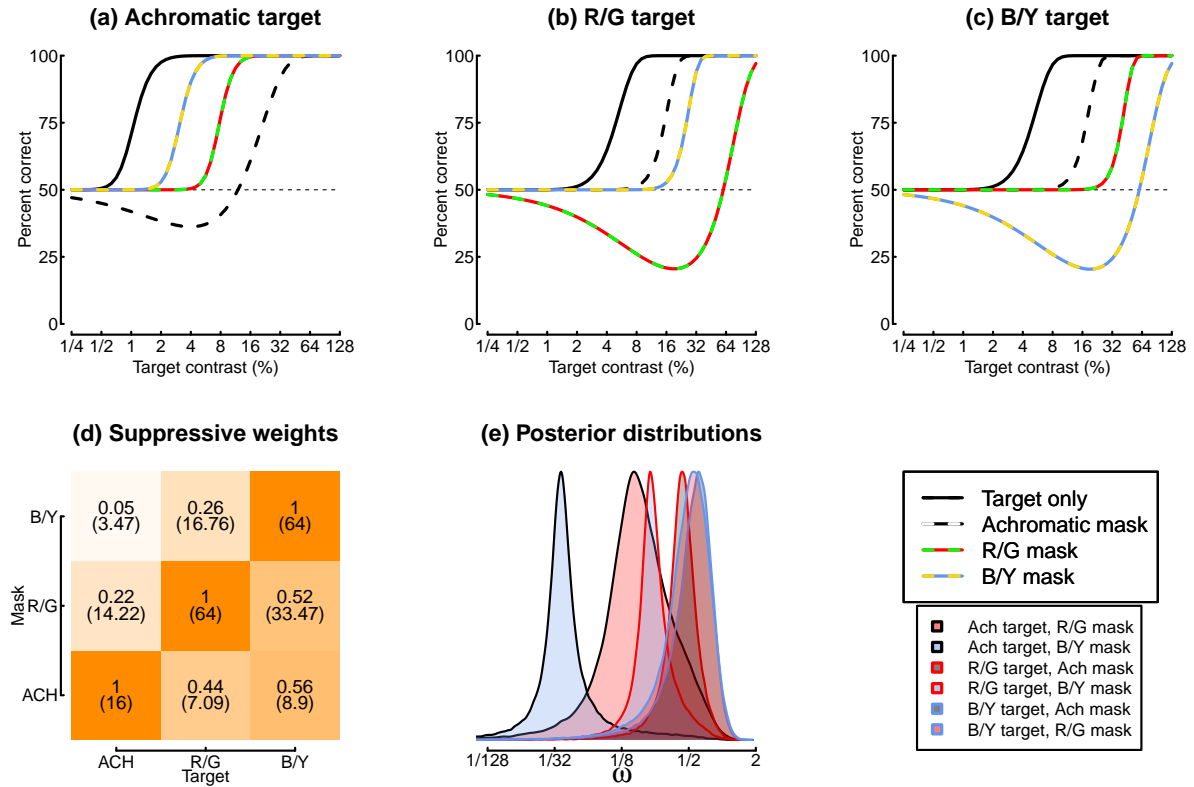 (a) Achromatic target
Percent correct
100
75
50
25
0
1/4 1/2 1 2 4 8 16 32 64 128
Target contrast (%)
(b) R/G target
Percent correct
100
75
50
25
0
1/4 1/2 1 2 4 8 16 32 64 128
Target contrast (%)
(c) B/Y target
Percent correct
100
75
50
25
0
1/4 1/2 1 2 4 8 16 32 64 128
Target contrast (%)
(d) Suppressive weights
Mask
B/Y
0.05 0.26 1
(3.47) (16.76) (64)
R/G
0.22 1 0.52
(14.22) (64) (33.47)
ACH
1 0.44 0.56
(16) (7.09) (8.9)
ACH R/G B/Y
Target
(e) Posterior distributions
1/128 1/32 1/8 1/2 2
ω
Target only
Achromatic mask
R/G mask
B/Y mask
Ach target, R/G mask
Ach target, B/Y mask
R/G target, Ach mask
R/G target, B/Y mask
B/Y target, Ach mask
B/Y target, R/G mask